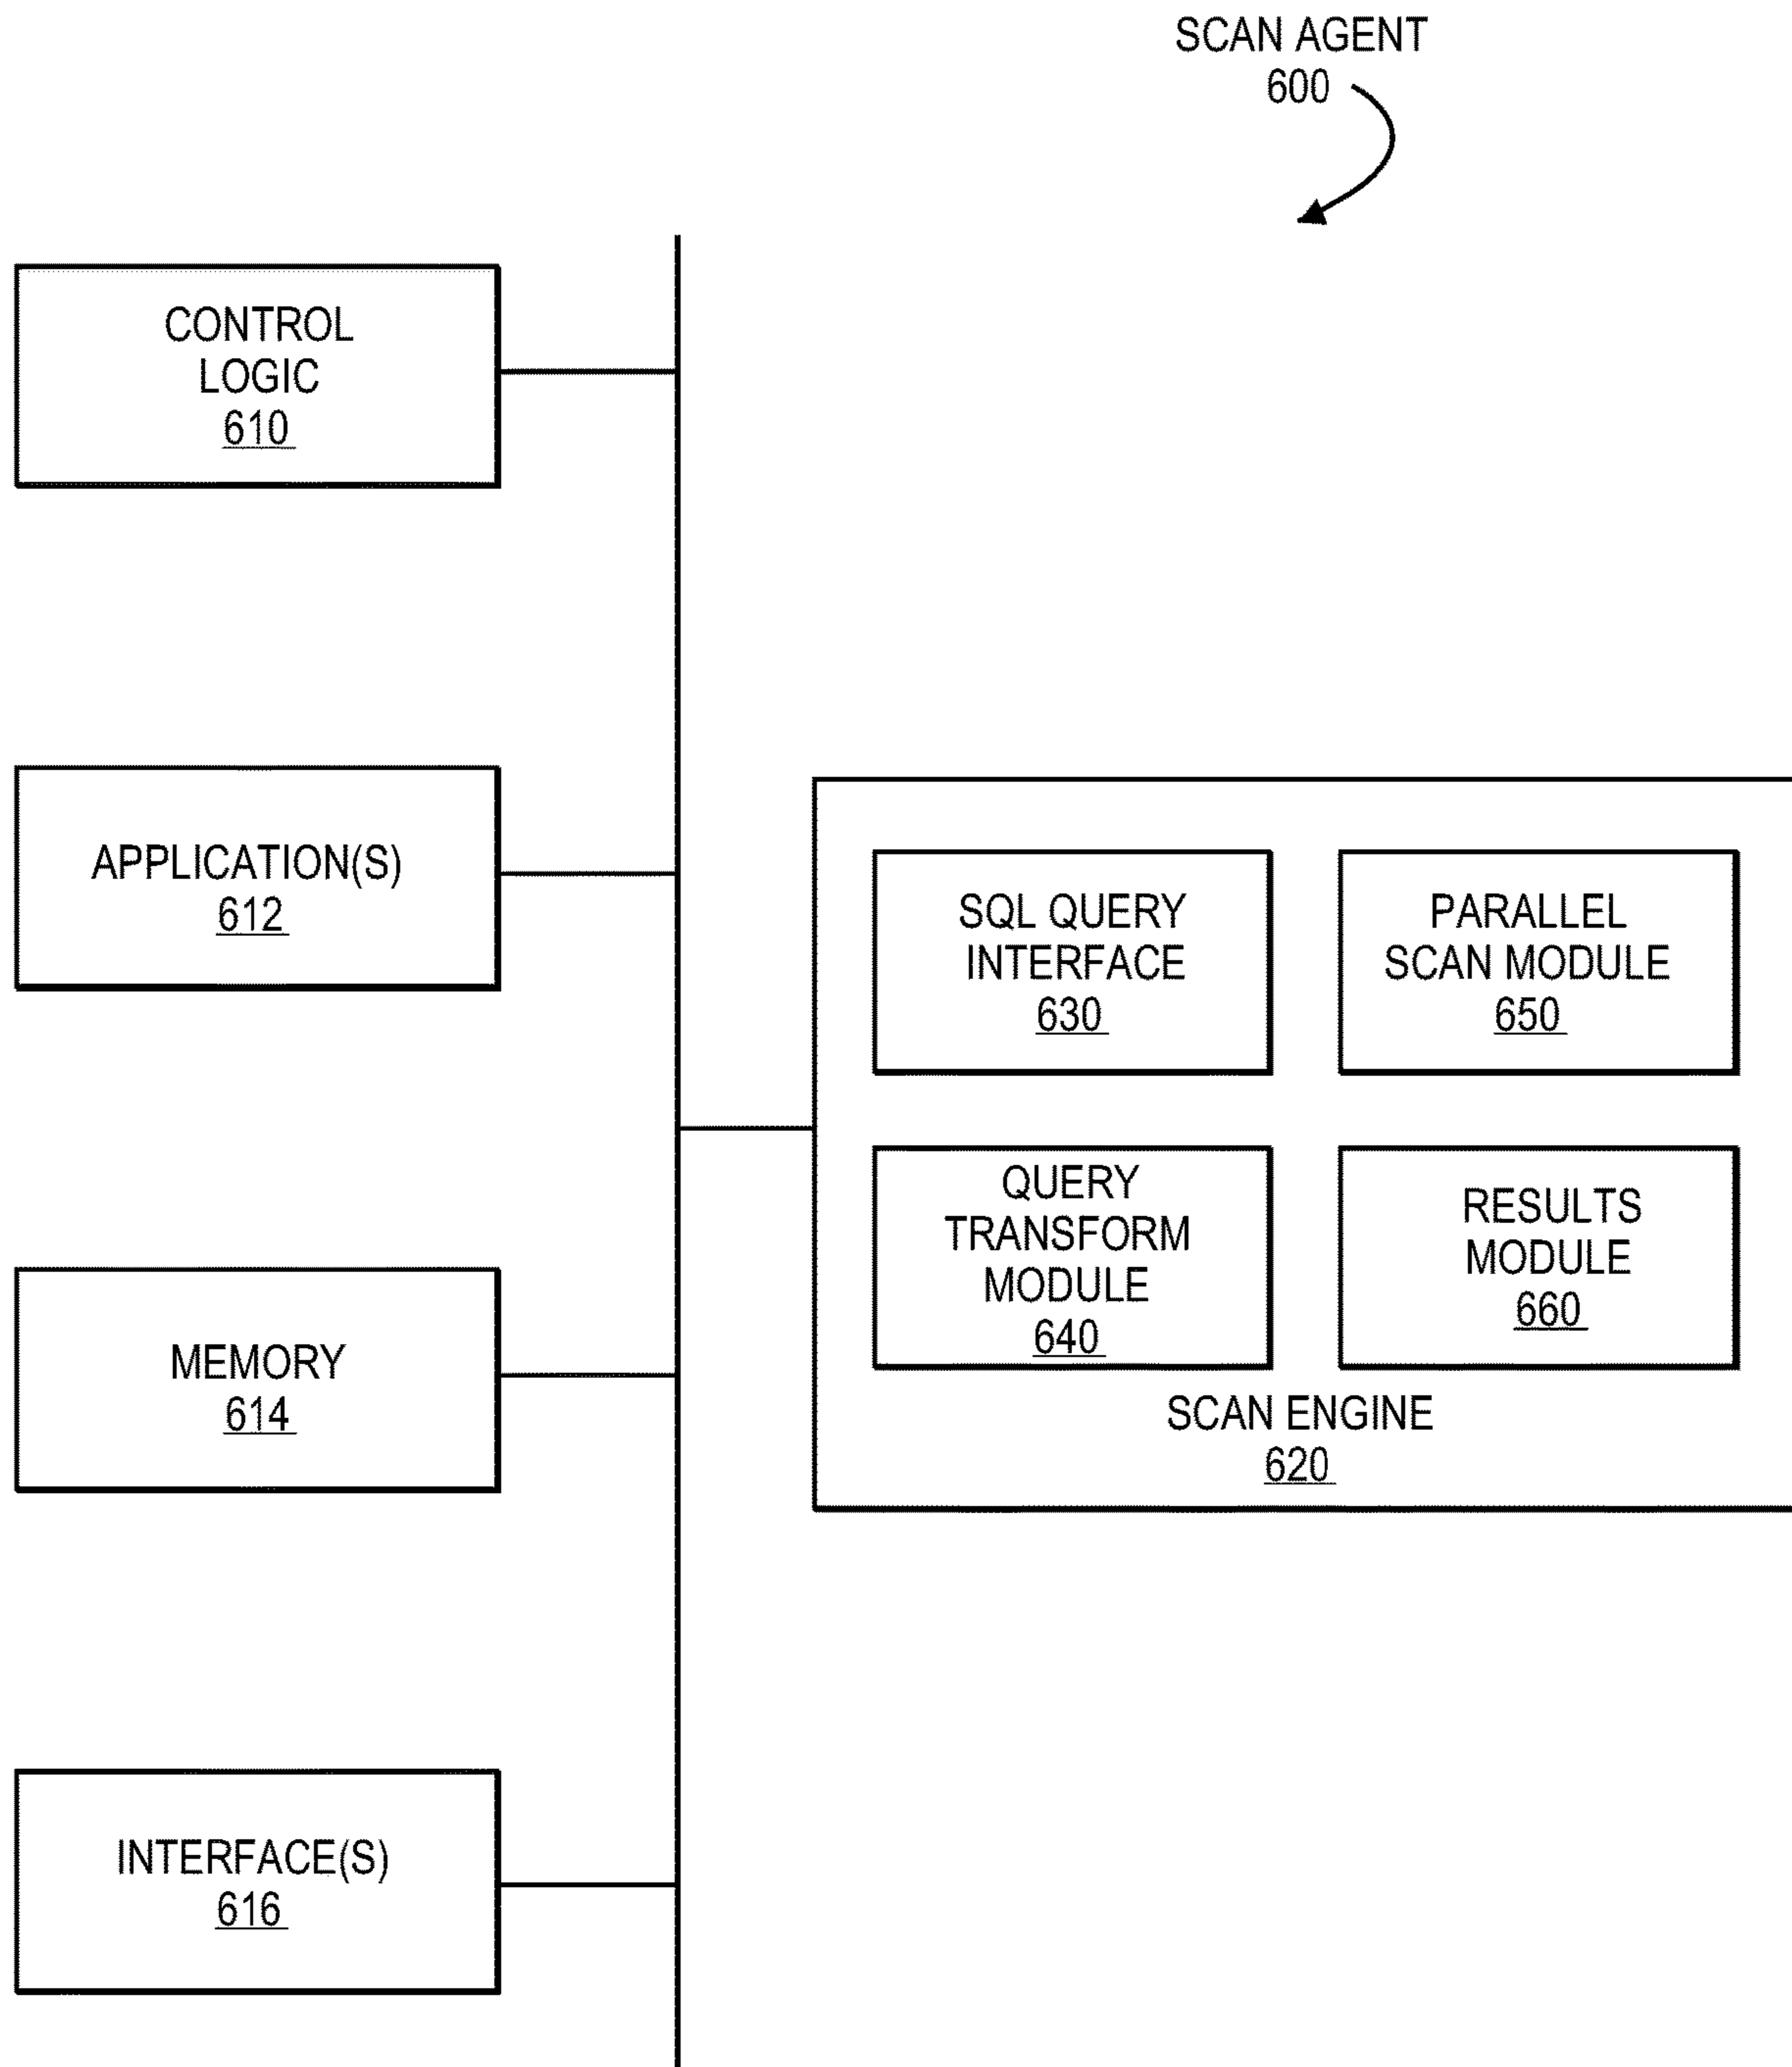 SCAN AGENT
600
CONTROL
LOGIC
610
APPLICATION(S)
612
MEMORY
614
INTERFACE(S)
616
SQL QUERY
INTERFACE
630
PARALLEL
SCAN MODULE
650
QUERY
TRANSFORM
MODULE
640
RESULTS
MODULE
660
SCAN ENGINE
620